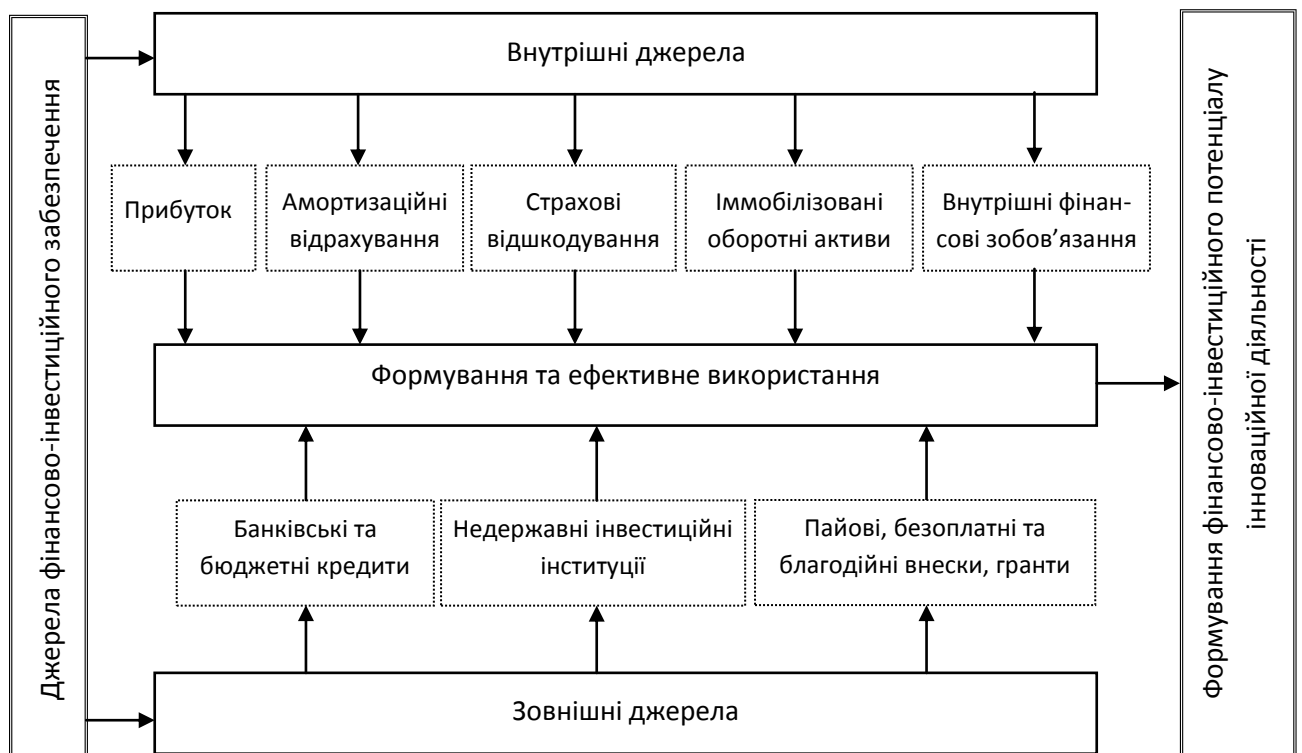 Джерела фінансово-інвестиційного забезпечення
Внутрішні джерела
Прибуток
Амортизаційні
відрахування
Страхові
відшкодування
Іммобілізовані
оборотні активи
Внутрішні фінан-
сові зобов’язання
Формування та ефективне використання
Банківські та
бюджетні кредити
Недержавні інвестиційні
інституції
Пайові, безоплатні та
благодійні внески, гранти
Зовнішні джерела
Формування фінансово-інвестиційного потенціалу
інноваційної діяльності